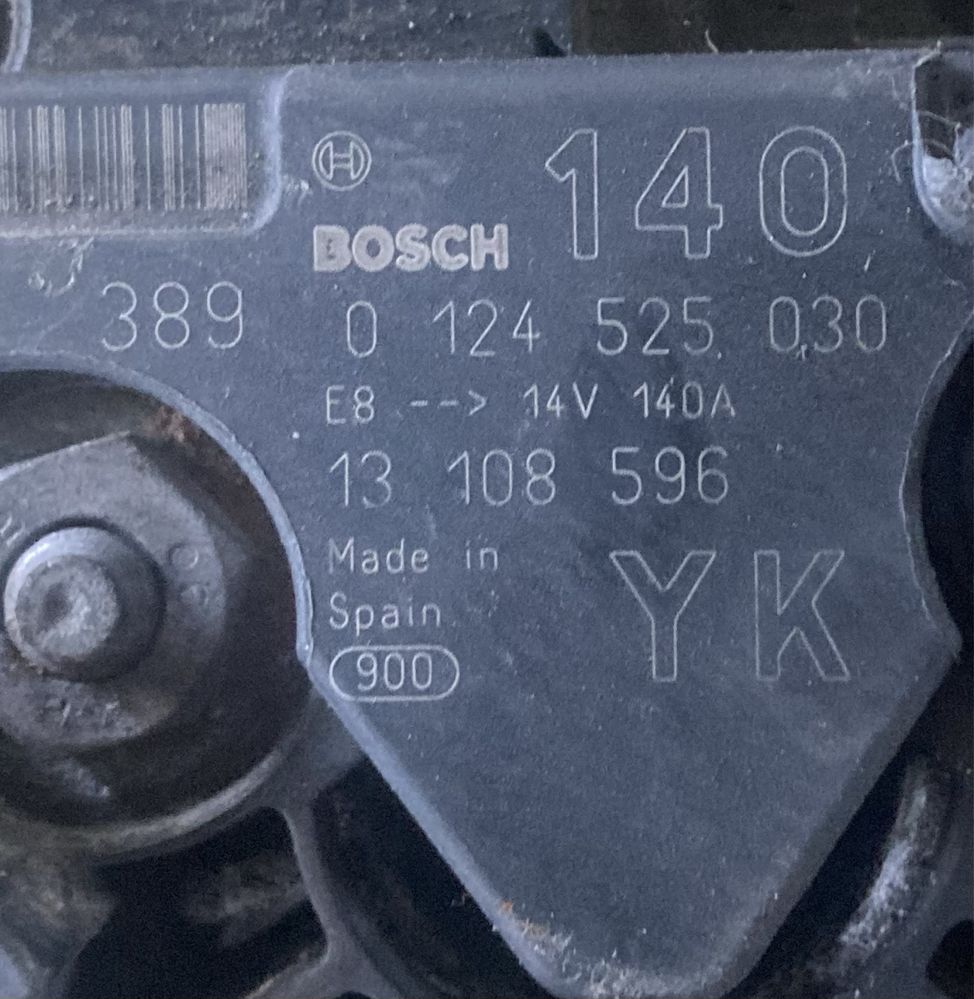 BOSCH 140
389 0 124 525 030
E8 --> 14V 140A
13 108 596
Made in
Spain
YK
900